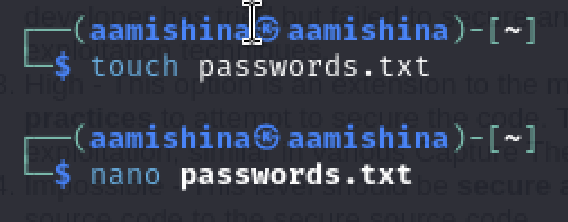 ┌──(aamishina㉿aamishina)-[~]
└─$ touch passwords.txt
┌──(aamishina㉿aamishina)-[~]
└─$ nano passwords.txt